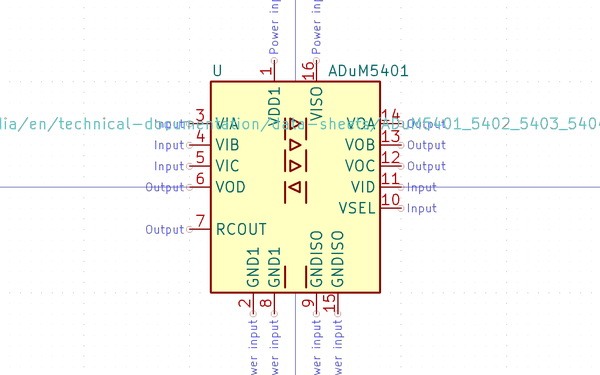 Power inp
Power inp
1
16
U
ADuM5401
VDD1
VISO
dia/en/technical-documentation/data-sheets/ADuM5401_5402_5403_5404
Input
3
VIA
VOA
14
Output
Input
4
VIB
VOB
13
Output
Input
5
VIC
VOC
12
Output
Output
6
VOD
VID
11
Input
VSEL
10
Input
Output
7
RCOUT
GND1
GND1
GNDISO
GNDISO
2
8
9
15
wer input
wer input
wer input
wer input